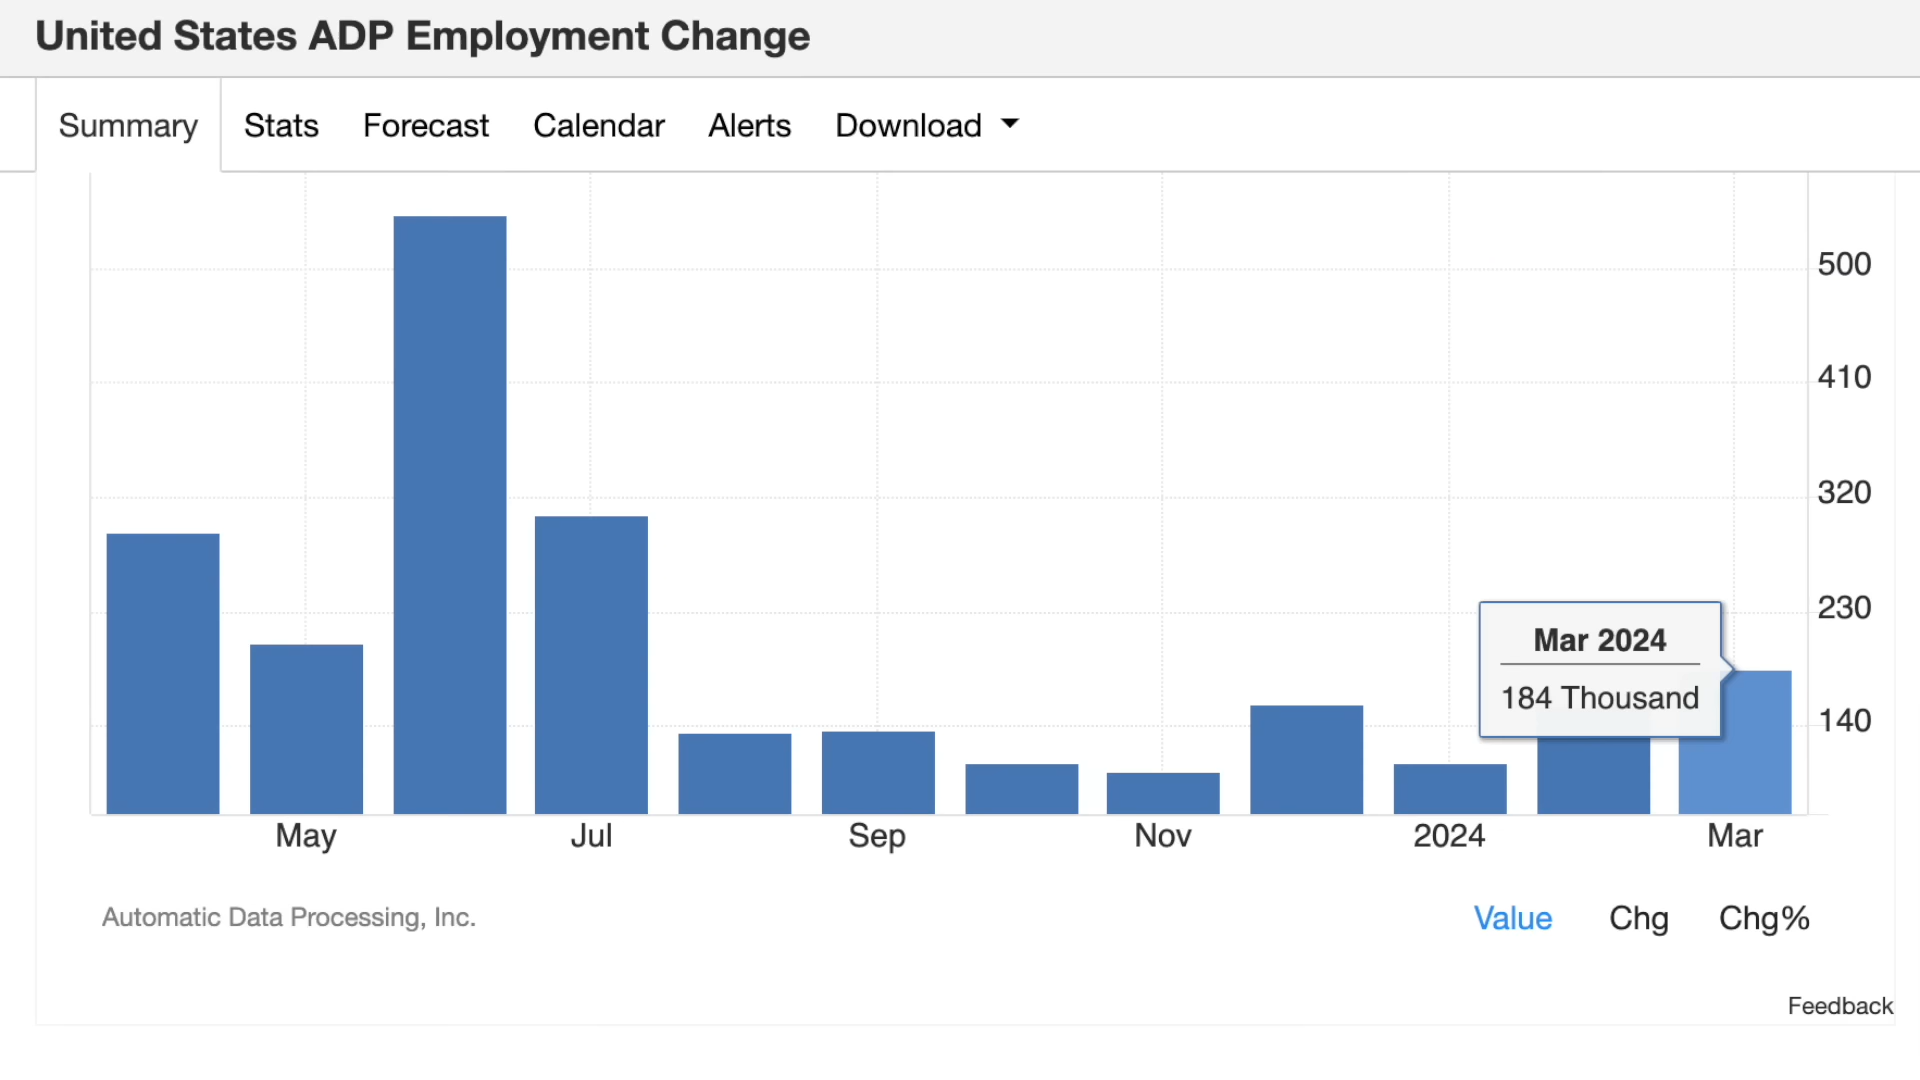 United States ADP Employment Change
Summary Stats Forecast Calendar Alerts Download
500
410
320
230
140
Mar 2024
184 Thousand
May Jul Sep Nov 2024 Mar
Automatic Data Processing, Inc.
Value Chg Chg%
Feedback